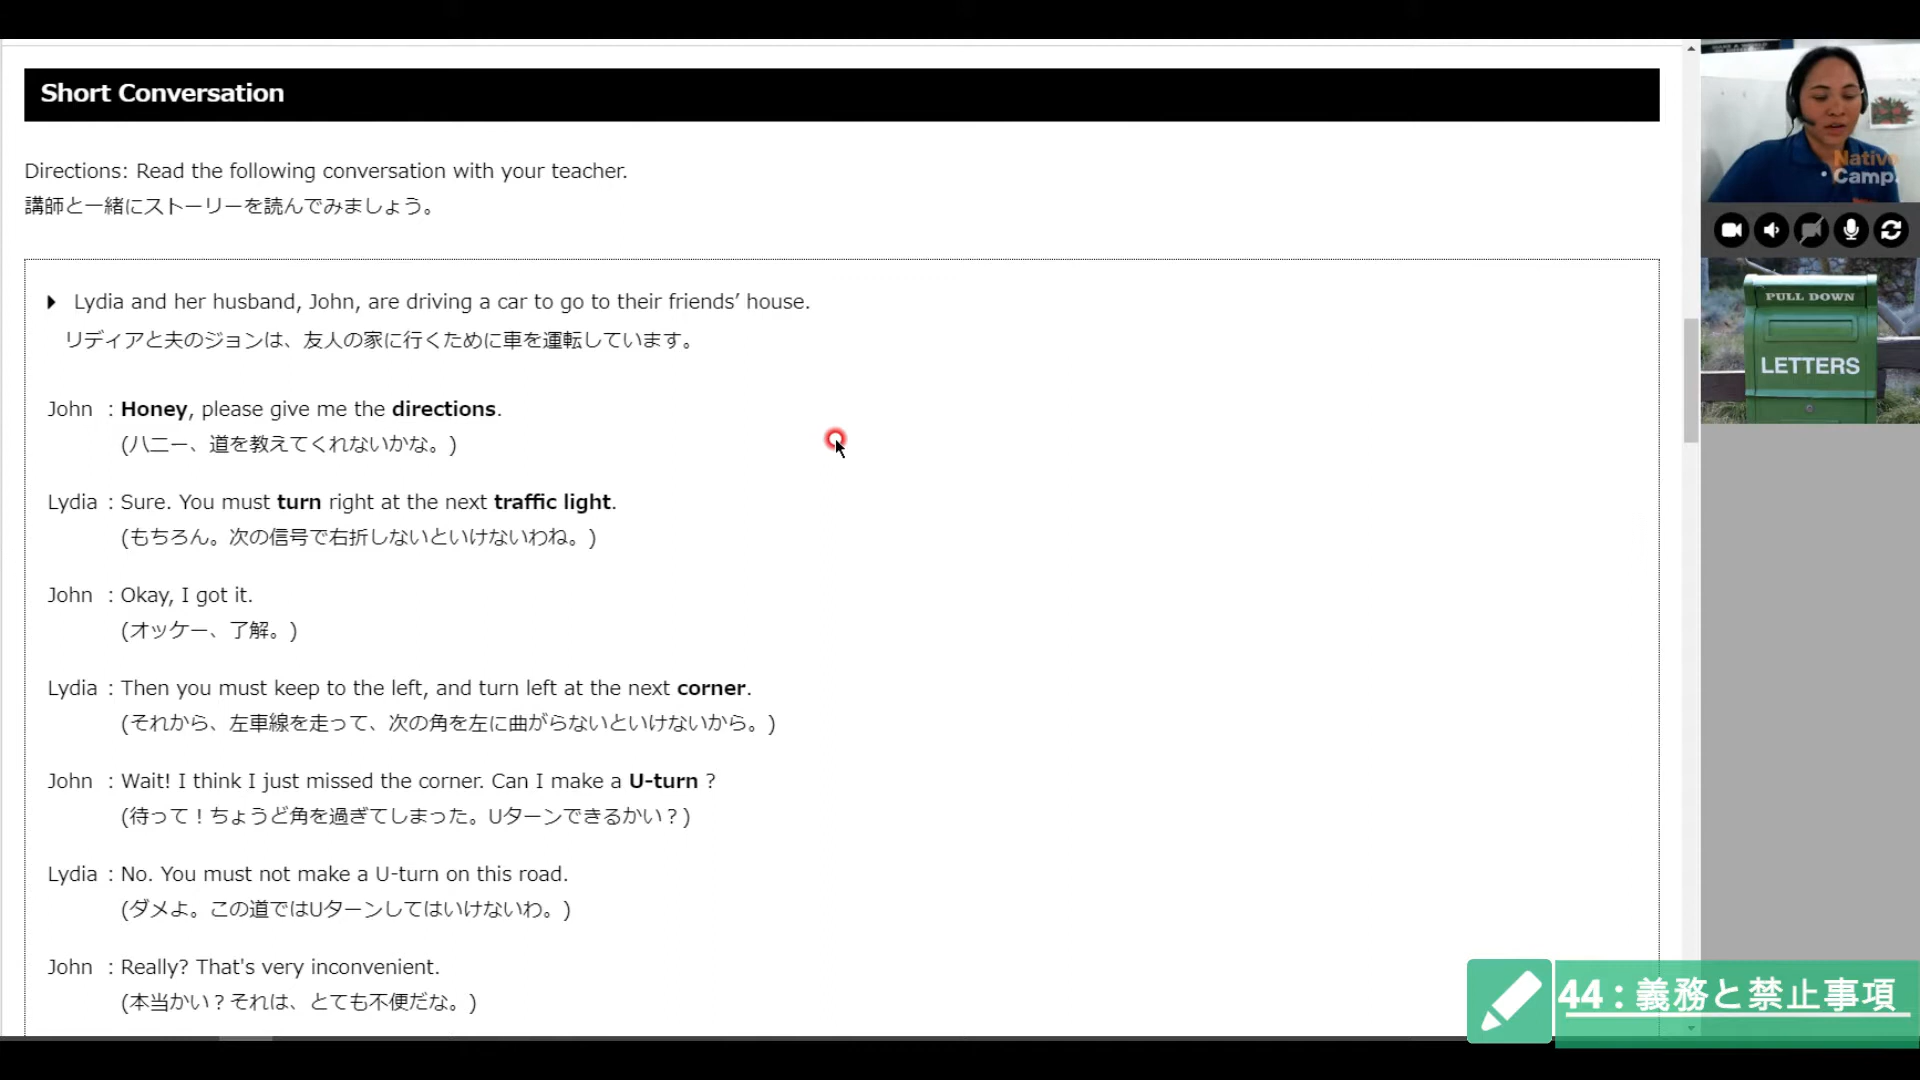 Short Conversation
Directions: Read the following conversation with your teacher.
講師と一緒にストーリーを読んでみましょう。
Lydia and her husband, John, are driving a car to go to their friends’ house.
リディアと夫のジョンは、友人の家に行くために車を運転しています。
John : Honey, please give me the directions.
(ハニー、道を教えてくれないかな。)
Lydia : Sure. You must turn right at the next traffic light.
(もちろん。次の信号で右折しないといけないわね。)
John : Okay, I got it.
(オッケー、了解。)
Lydia : Then you must keep to the left, and turn left at the next corner.
(それから、左車線を走って、次の角を左に曲がらないといけないから。)
John : Wait! I think I just missed the corner. Can I make a U-turn ?
(待って！ちょうど角を過ぎてしまった。Uターンできるかい？)
Lydia : No. You must not make a U-turn on this road.
(ダメよ。この道ではUターンしてはいけないわ。)
John : Really? That's very inconvenient.
(本当かい？それは、とても不便だな。)
Native
Camp.
PULL DOWN
LETTERS
44：義務と禁止事項